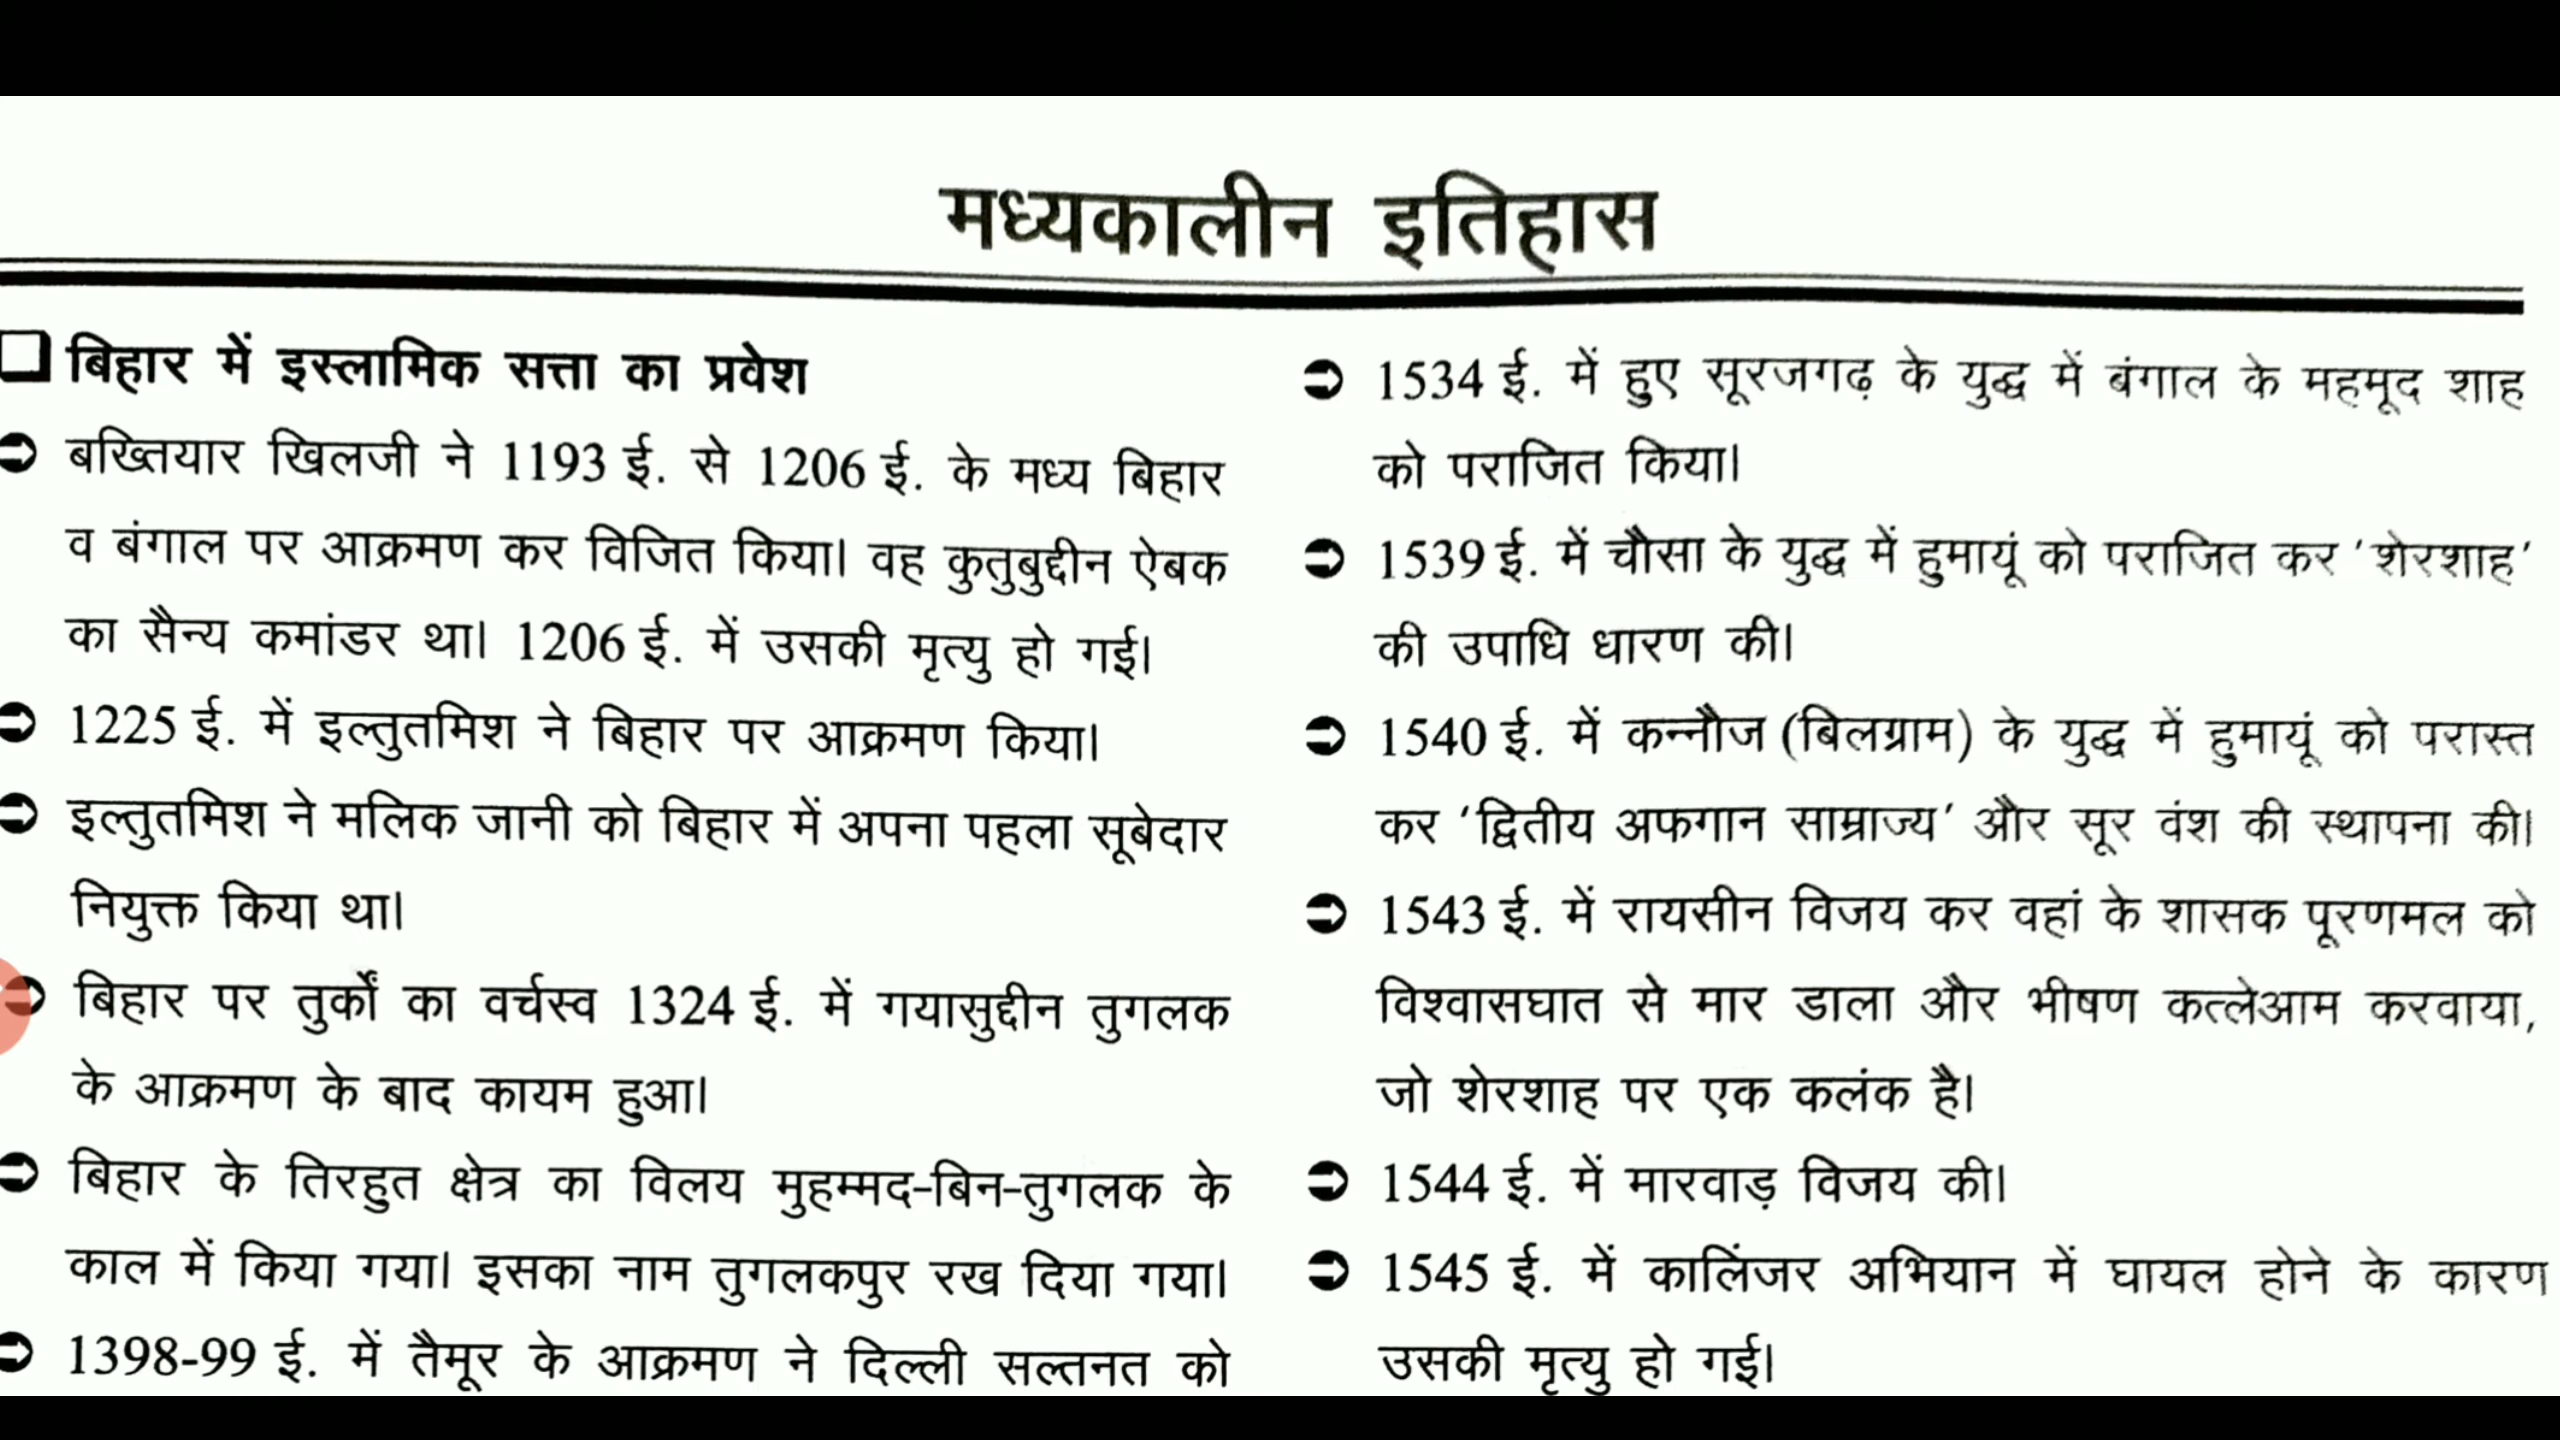 मध्यकालीन इतिहास
बिहार में इस्लामिक सत्ता का प्रवेश
बख्तियार खिलजी ने 1193 ई. से 1206 ई. के मध्य बिहार
व बंगाल पर आक्रमण कर विजित किया। वह कुतुबुद्दीन ऐबक
का सैन्य कमांडर था। 1206 ई. में उसकी मृत्यु हो गई।
1225 ई. में इल्तुतमिश ने बिहार पर आक्रमण किया।
इल्तुतमिश ने मलिक जानी को बिहार में अपना पहला सूबेदार
नियुक्त किया था।
बिहार पर तुर्कों का वर्चस्व 1324 ई. में गयासुद्दीन तुगलक
के आक्रमण के बाद कायम हुआ।
बिहार के तिरहुत क्षेत्र का विलय मुहम्मद-बिन-तुगलक के
काल में किया गया। इसका नाम तुगलकपुर रख दिया गया।
1398-99 ई. में तैमूर के आक्रमण ने दिल्ली सल्तनत को
1534 ई. में हुए सूरजगढ़ के युद्ध में बंगाल के महमूद शाह
को पराजित किया।
1539 ई. में चौसा के युद्ध में हुमायूं को पराजित कर 'शेरशाह'
की उपाधि धारण की।
1540 ई. में कन्नौज (बिलग्राम) के युद्ध में हुमायूं को परास्त
कर 'द्वितीय अफगान साम्राज्य' और सूर वंश की स्थापना की।
1543 ई. में रायसीन विजय कर वहां के शासक पूरणमल को
विश्वासघात से मार डाला और भीषण कत्लेआम करवाया,
जो शेरशाह पर एक कलंक है।
1544 ई. में मारवाड़ विजय की।
1545 ई. में कालिंजर अभियान में घायल होने के कारण
उसकी मृत्यु हो गई।